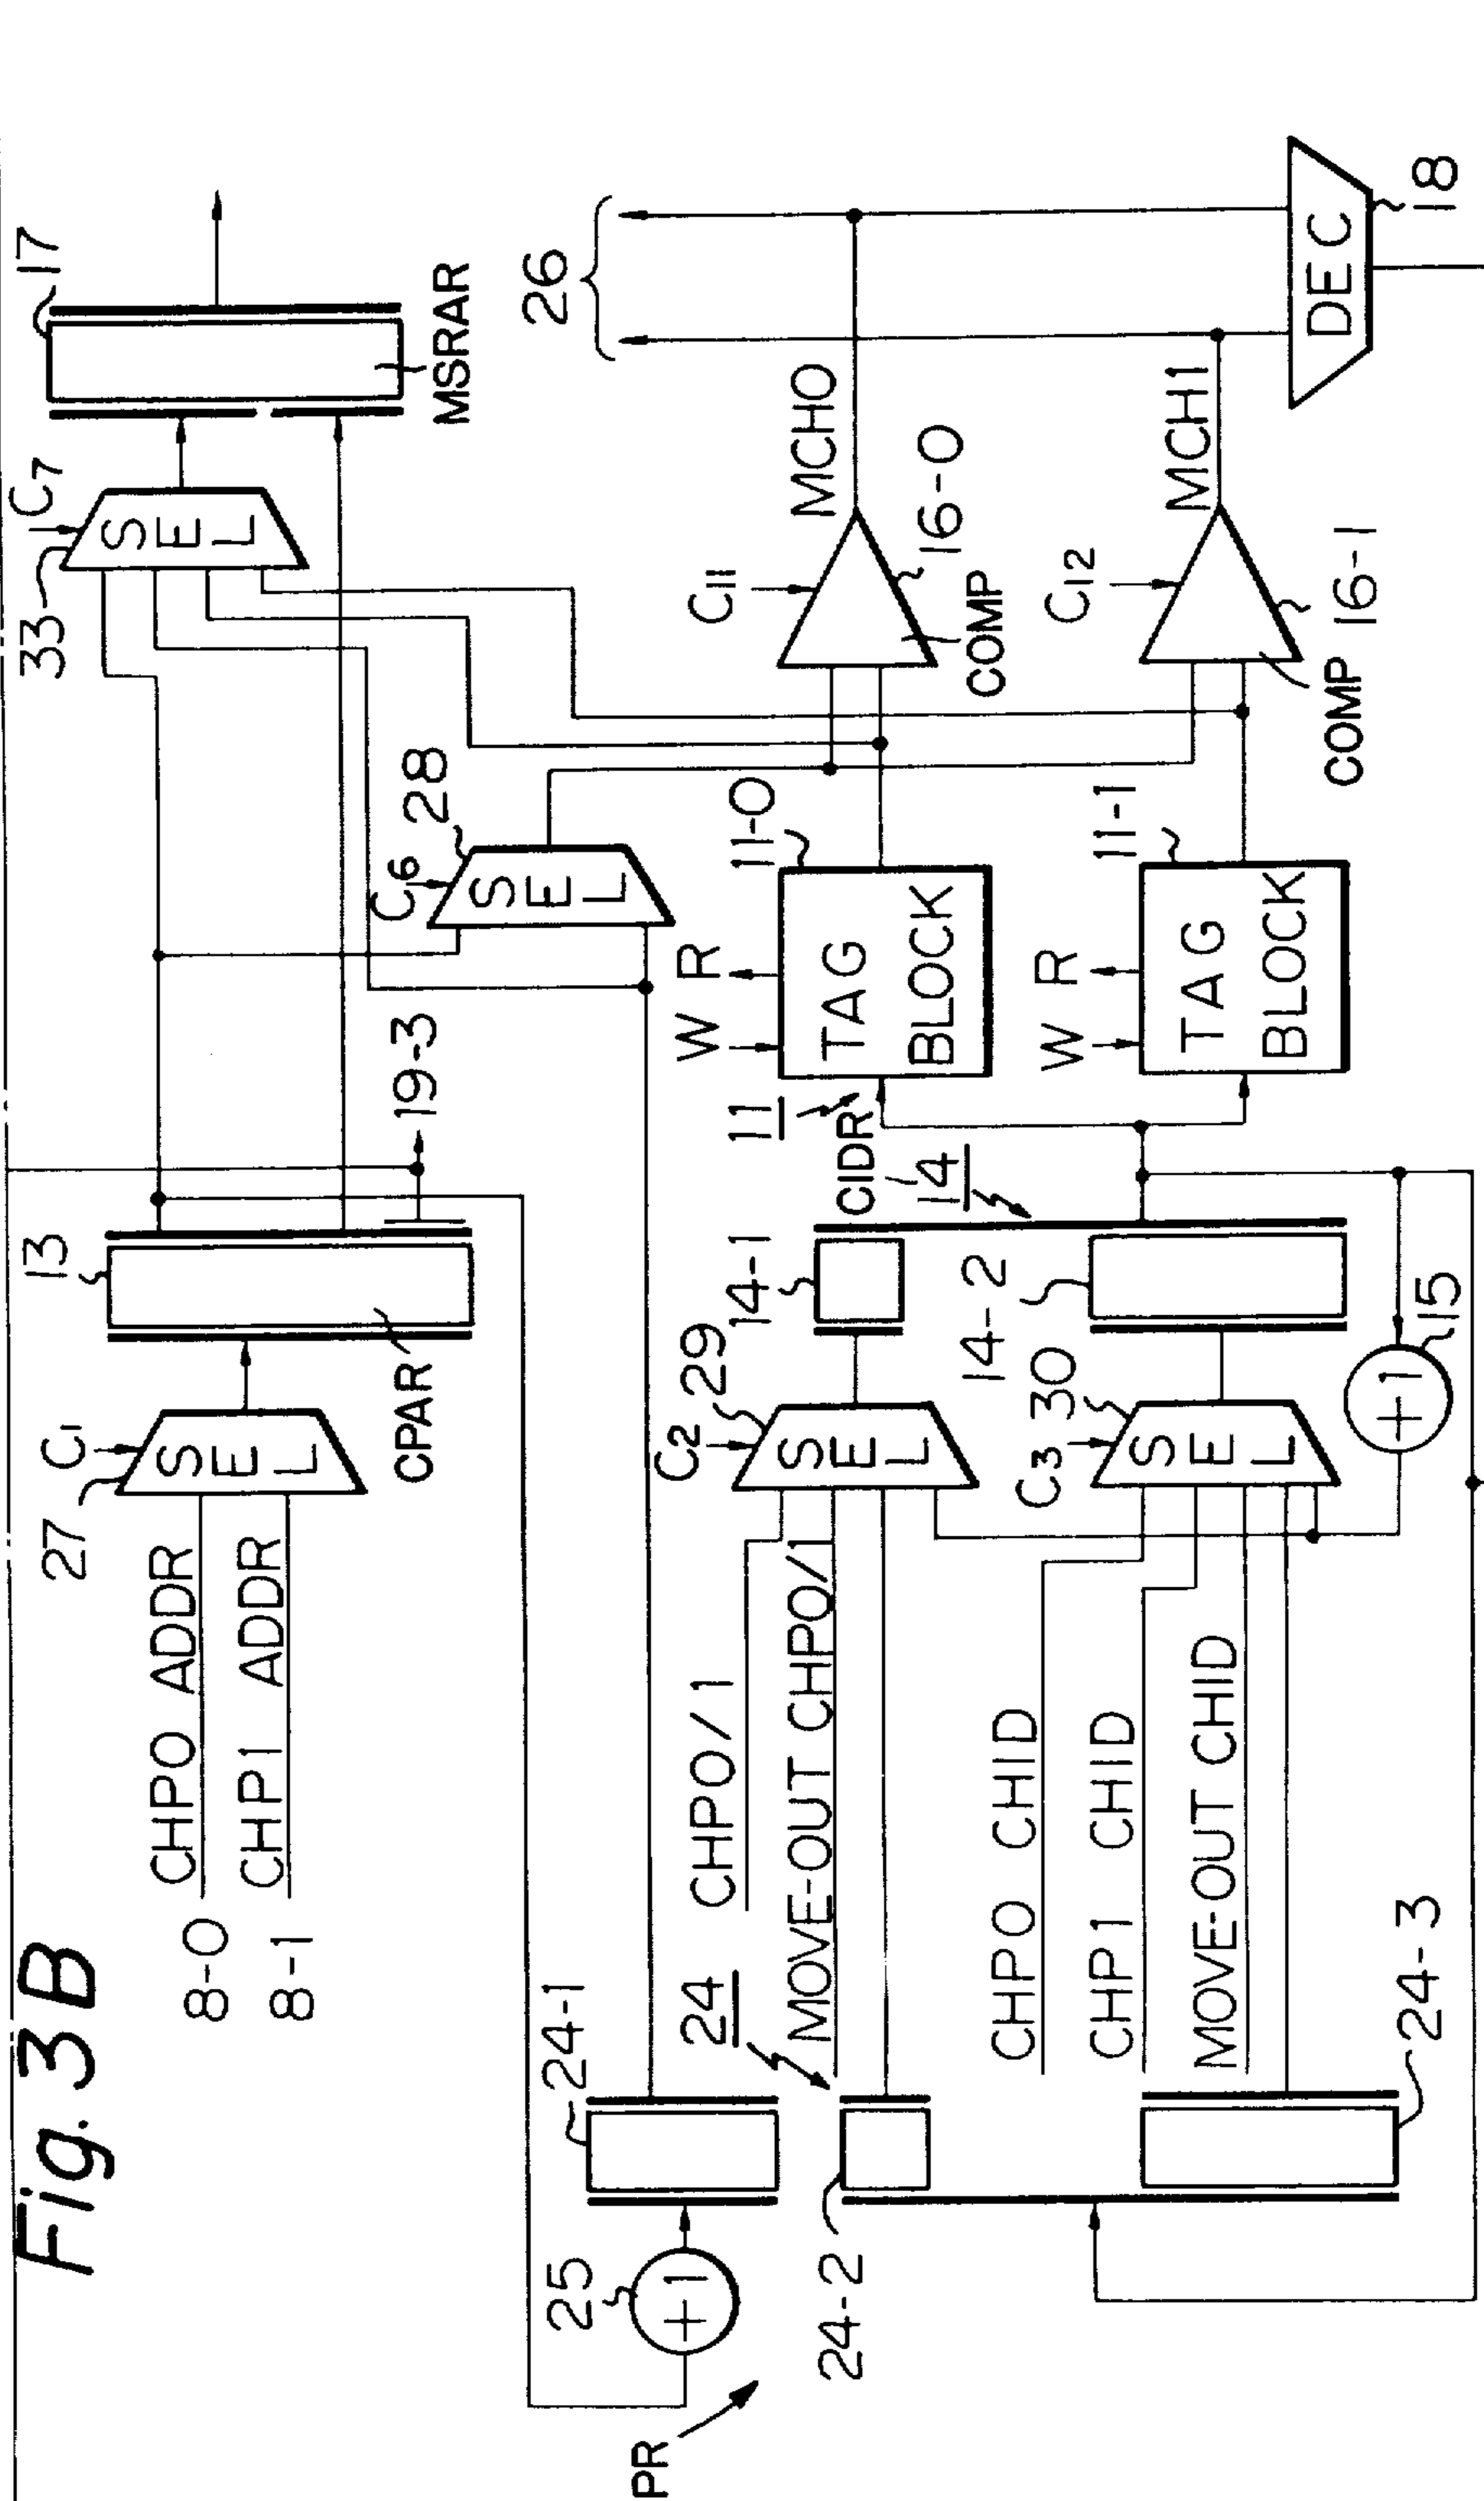 Fig. 3B
8-0 CHP0 ADDR
8-1 CHP1 ADDR
27
C1
SEL
CPAR
13
19-3
C7
33
SEL
17
MSRAR
PR
25
+1
24-1
24
24-2
24-3
CHP0/1
MOVE-OUT CHP0/1
CHP0 CHID
CHP1 CHID
MOVE-OUT CHID
C2
29
SEL
C3
30
SEL
14-1
14-2
CIDR
14
+1
15
C6
28
SEL
11
W
R
11-0
TAG
BLOCK
W
R
11-1
TAG
BLOCK
C11
COMP
16-0
MCH0
C12
COMP
16-1
MCH1
26
DEC
18